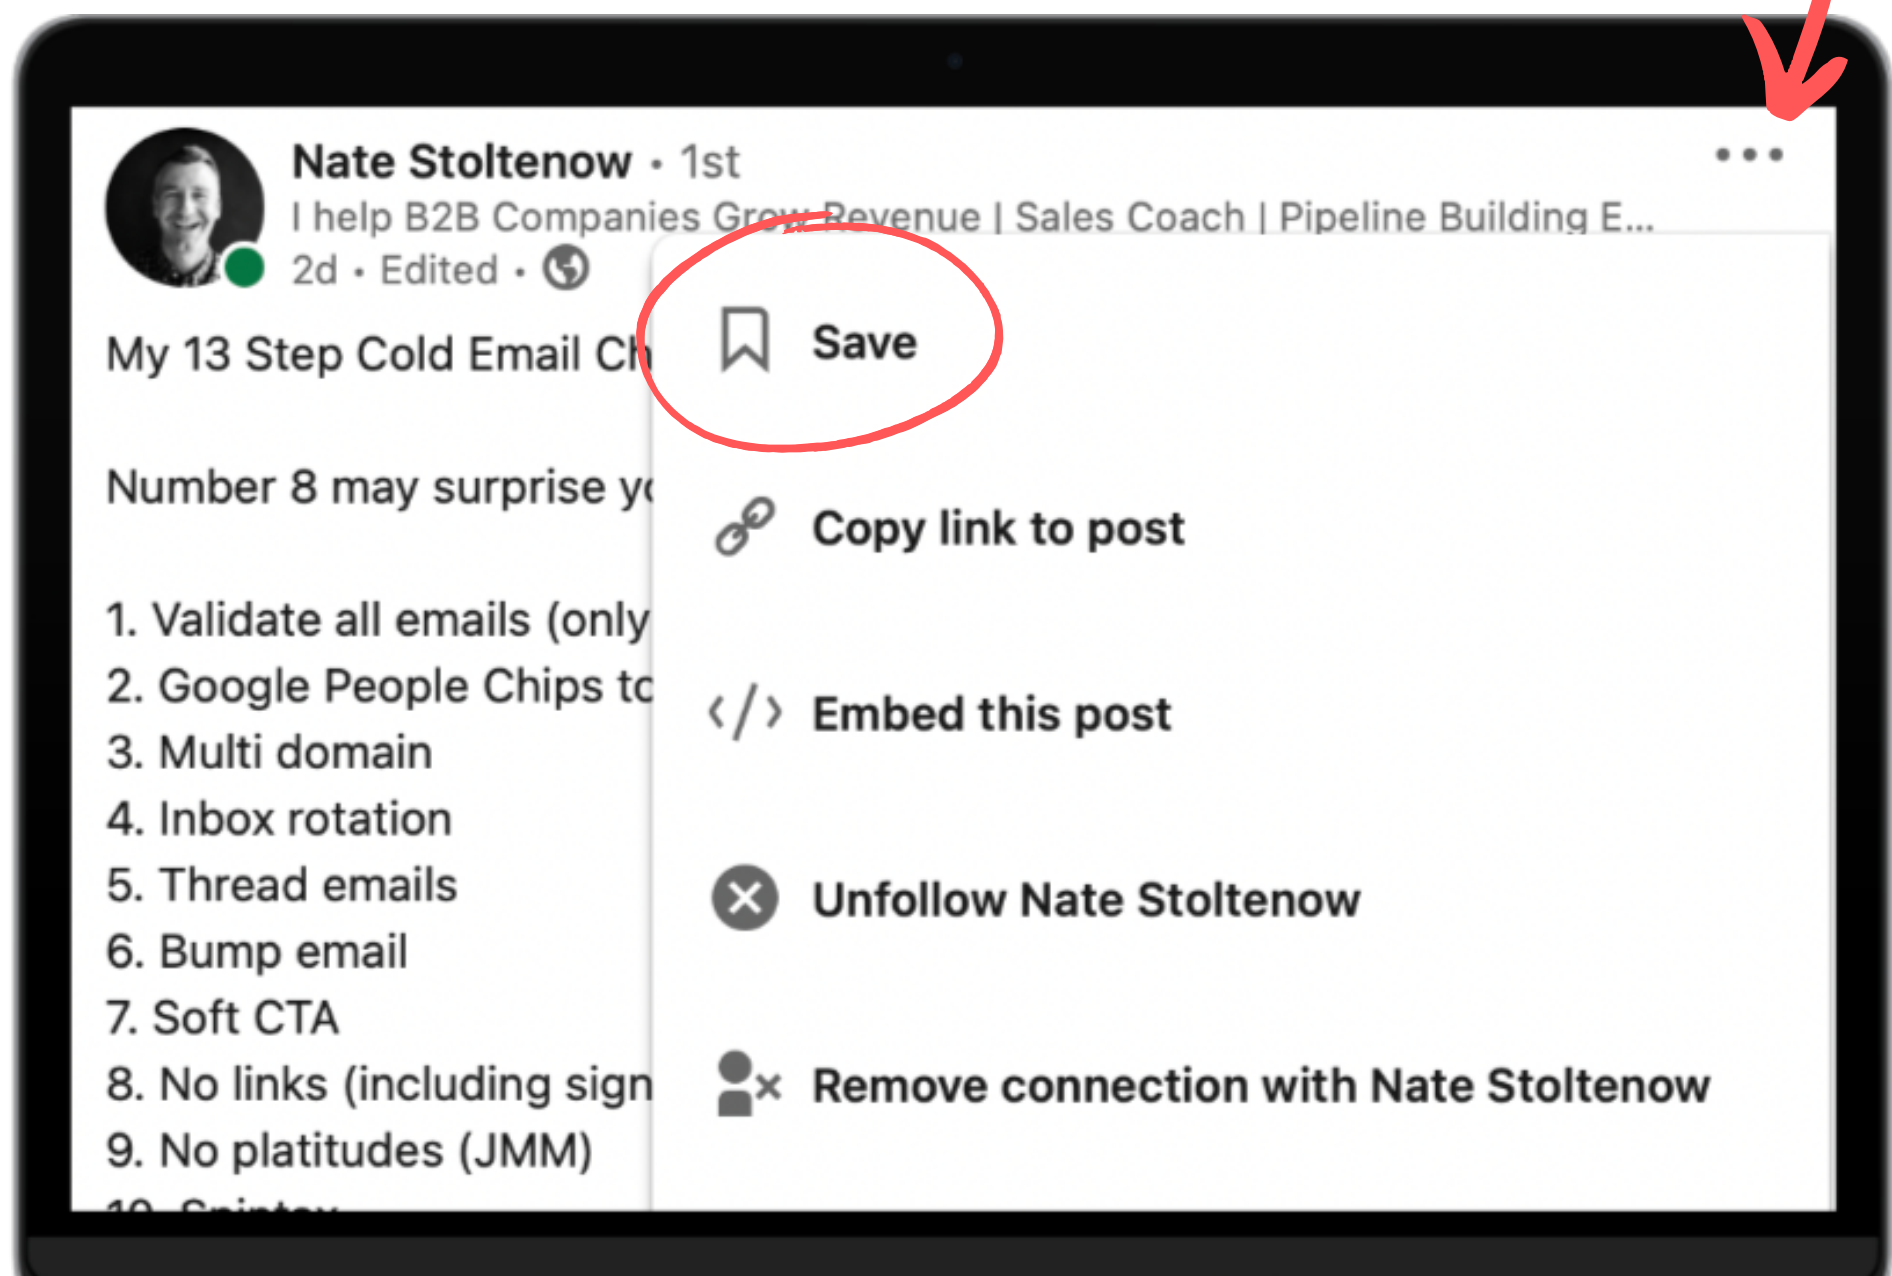 Nate Stoltenow • 1st
I help B2B Companies Grow Revenue | Sales Coach | Pipeline Building E...
2d • Edited •
My 13 Step Cold Email Ch
Number 8 may surprise yo
1. Validate all emails (only
2. Google People Chips to
3. Multi domain
4. Inbox rotation
5. Thread emails
6. Bump email
7. Soft CTA
8. No links (including sign
9. No platitudes (JMM)
10. Spintax
Save
Copy link to post
Embed this post
Unfollow Nate Stoltenow
Remove connection with Nate Stoltenow